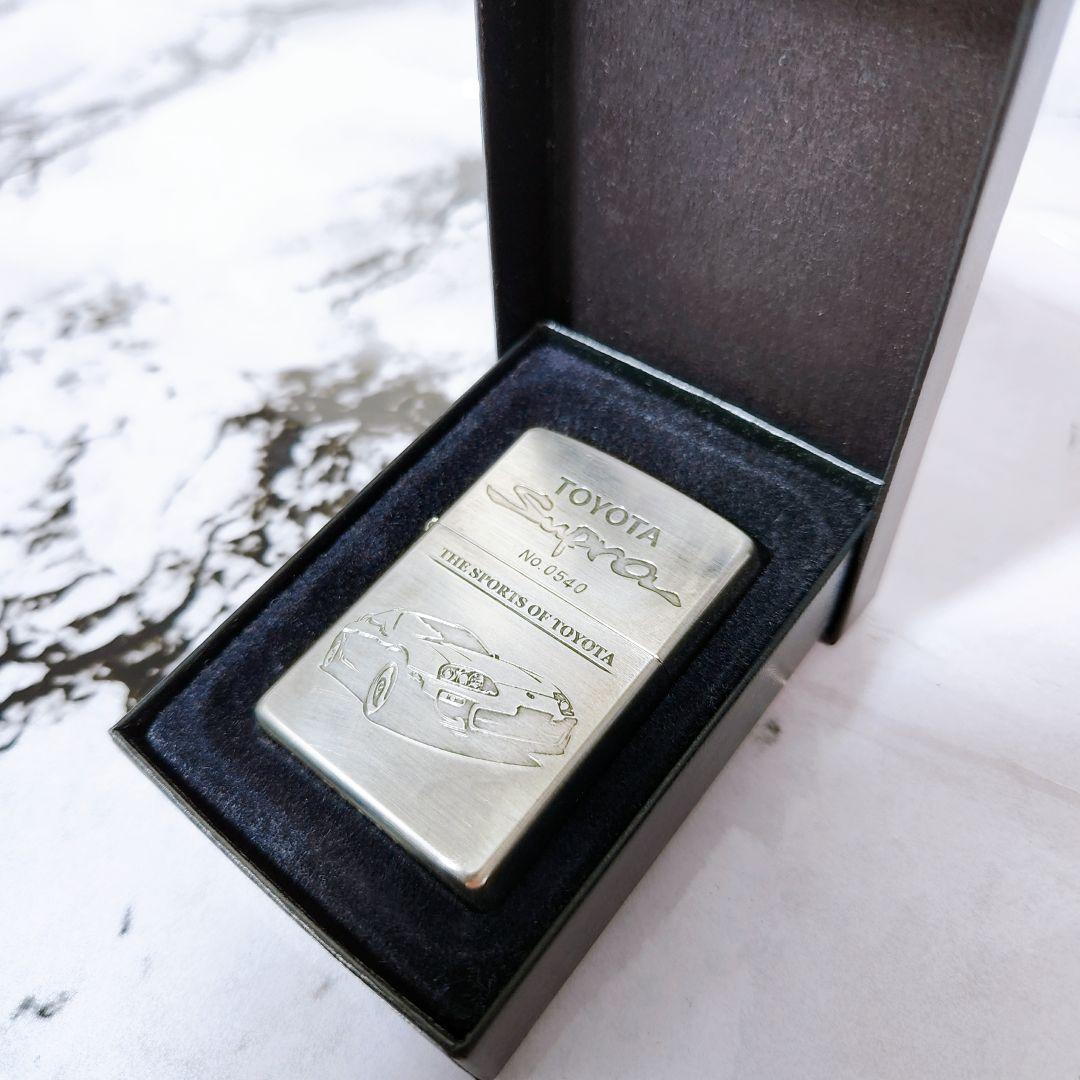 TOYOTA
Supra
No.0540
THE SPORTS OF TOYOTA